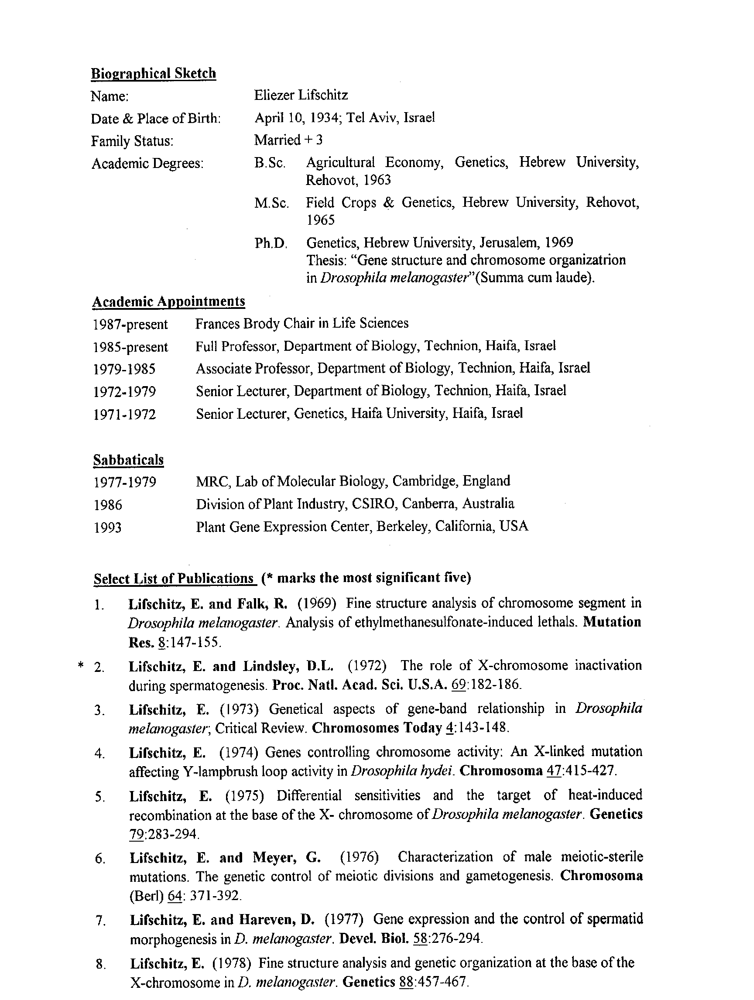 Biographical Sketch
Name: Eliezer Lifschitz
Date & Place of Birth: April 10, 1934; Tel Aviv, Israel
Family Status: Married + 3
Academic Degrees: B.Sc. Agricultural Economy, Genetics, Hebrew University,
Rehovot, 1963
M.Sc. Field Crops & Genetics, Hebrew University, Rehovot,
1965
Ph.D. Genetics, Hebrew University, Jerusalem, 1969
Thesis: “Gene structure and chromosome organizatrion
in Drosophila melanogaster”(Summa cum laude).
Academic Appointments
1987-present Frances Brody Chair in Life Sciences
1985-present Full Professor, Department of Biology, Technion, Haifa, Israel
1979-1985 Associate Professor, Department of Biology, Technion, Haifa, Israel
1972-1979 Senior Lecturer, Department of Biology, Technion, Haifa, Israel
1971-1972 Senior Lecturer, Genetics, Haifa University, Haifa, Israel
Sabbaticals
1977-1979 MRC, Lab of Molecular Biology, Cambridge, England
1986 Division of Plant Industry, CSIRO, Canberra, Australia
1993 Plant Gene Expression Center, Berkeley, California, USA
Select List of Publications (* marks the most significant five)
1. Lifschitz, E. and Falk, R. (1969) Fine structure analysis of chromosome segment in
Drosophila melanogaster. Analysis of ethylmethanesulfonate-induced lethals. Mutation
Res. 8:147-155.
* 2. Lifschitz, E. and Lindsley, D.L. (1972) The role of X-chromosome inactivation
during spermatogenesis. Proc. Natl. Acad. Sci. U.S.A. 69:182-186.
3. Lifschitz, E. (1973) Genetical aspects of gene-band relationship in Drosophila
melanogaster; Critical Review. Chromosomes Today 4:143-148.
4. Lifschitz, E. (1974) Genes controlling chromosome activity: An X-linked mutation
affecting Y-lampbrush loop activity in Drosophila hydei. Chromosoma 47:415-427.
5. Lifschitz, E. (1975) Differential sensitivities and the target of heat-induced
recombination at the base of the X- chromosome of Drosophila melanogaster. Genetics
79:283-294.
6. Lifschitz, E. and Meyer, G. (1976) Characterization of male meiotic-sterile
mutations. The genetic control of meiotic divisions and gametogenesis. Chromosoma
(Berl) 64: 371-392.
7. Lifschitz, E. and Hareven, D. (1977) Gene expression and the control of spermatid
morphogenesis in D. melanogaster. Devel. Biol. 58:276-294.
8. Lifschitz, E. (1978) Fine structure analysis and genetic organization at the base of the
X-chromosome in D. melanogaster. Genetics 88:457-467.